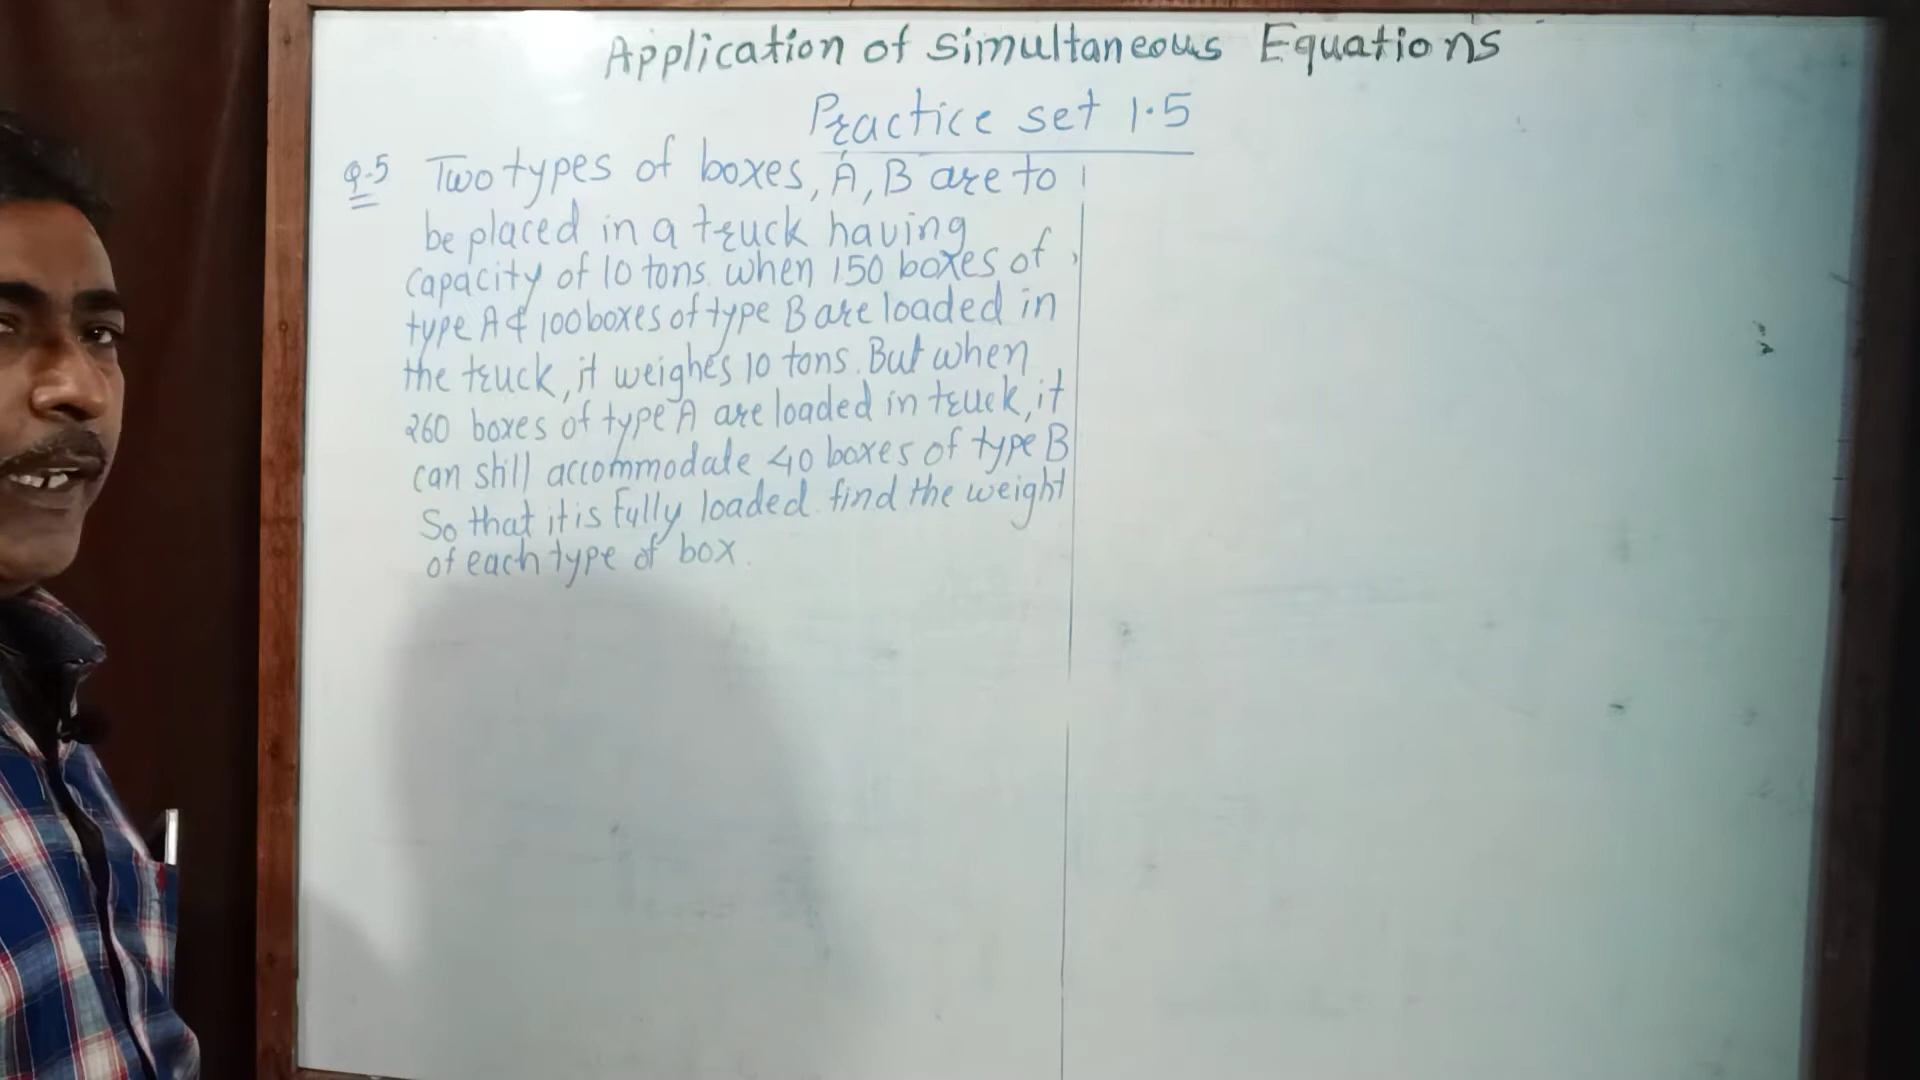 Application of Simultaneous Equations
Practice set 1.5
Q.5 Two types of boxes, A, B are to
be placed in a truck having
capacity of 10 tons. when 150 boxes of
type A & 100 boxes of type B are loaded in
the truck, it weighes 10 tons. But when
260 boxes of type A are loaded in truck, it
can still accommodate 40 boxes of type B
So that it is Fully loaded. find the weight
of each type of box.